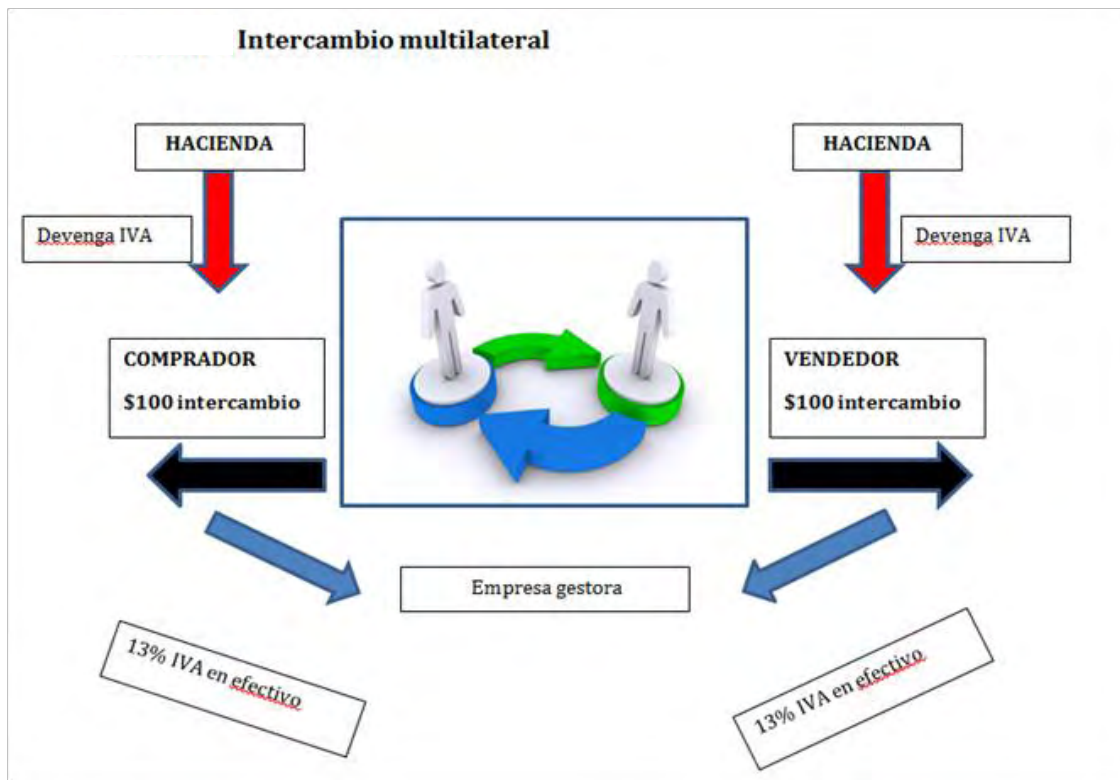 Intercambio multilateral
HACIENDA
HACIENDA
Devenga IVA
Devenga IVA
COMPRADOR
$100 intercambio
VENDEDOR
$100 intercambio
Empresa gestora
13% IVA en efectivo
13% IVA en efectivo